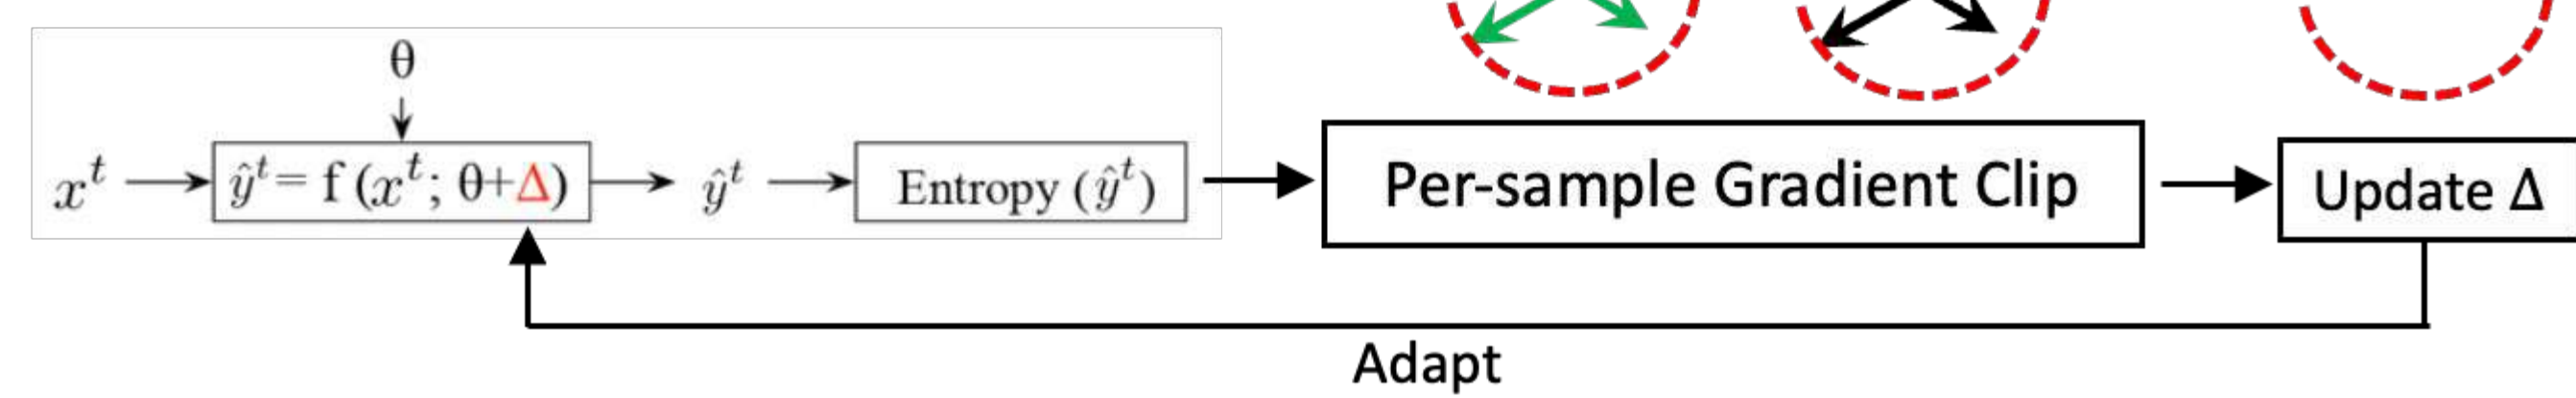 θ
x^t ŷ^t = f (x^t; θ+Δ) ŷ^t Entropy (ŷ^t) Per-sample Gradient Clip Update Δ
Adapt